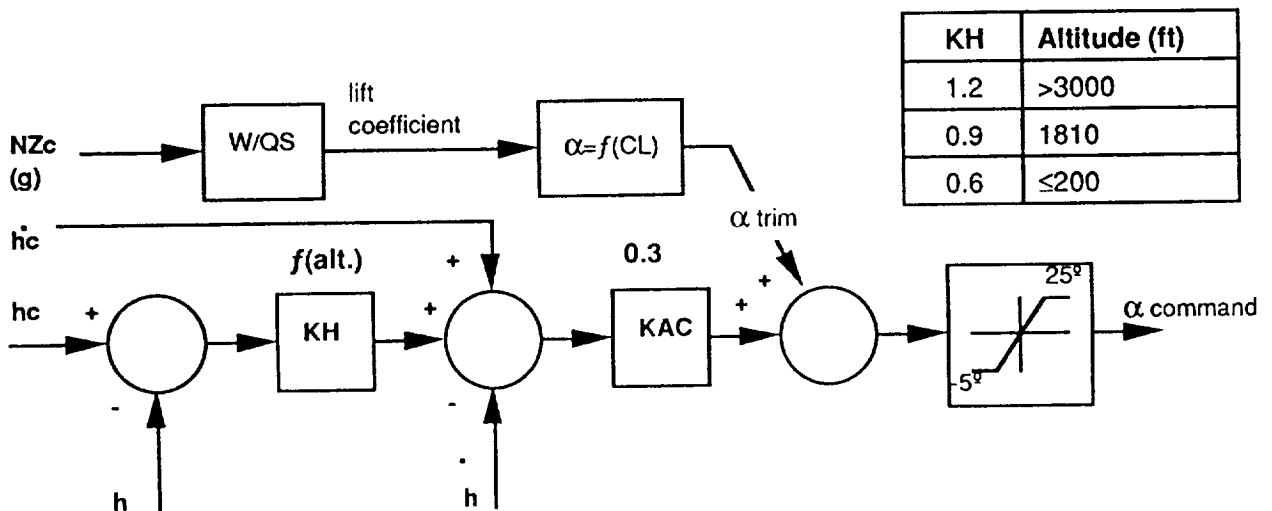 KH Altitude (ft)
1.2 >3000
0.9 1810
0.6 ≤200
lift
coefficient
NZc
(g)
W/QS
α=f(CL)
α trim
ḣc
f(alt.)
+
0.3
25º
hc
+
KH
+
KAC
+
+
α command
-5º
-
-
h
ḣ